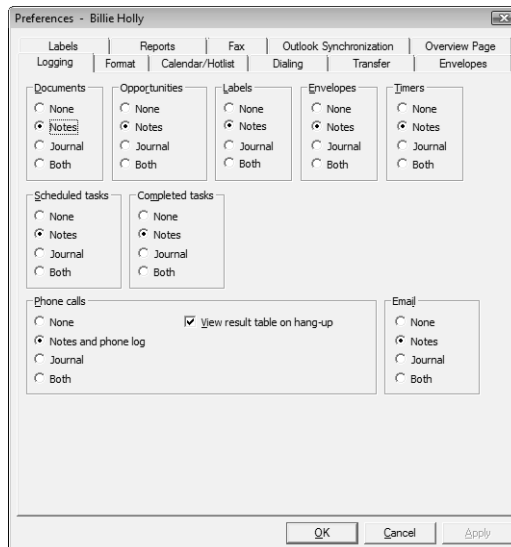 Preferences - Billie Holly
Labels Reports Fax Outlook Synchronization Overview Page
Logging Format Calendar/Hotlist Dialing Transfer Envelopes
Documents Opportunities Labels Envelopes Timers
None None None None None
Notes Notes Notes Notes Notes
Journal Journal Journal Journal Journal
Both Both Both Both Both
Scheduled tasks Completed tasks
None None
Notes Notes
Journal Journal
Both Both
Phone calls Email
None View result table on hang-up None
Notes and phone log Notes
Journal Journal
Both Both
OK Cancel Apply